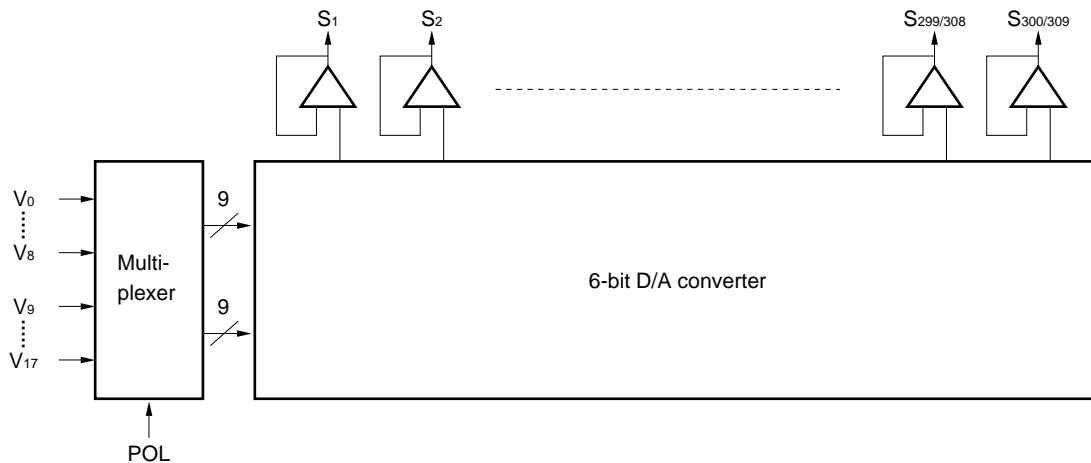 S1 S2 S299/308 S300/309
9
V0
V8
Multi-
plexer
6-bit D/A converter
V9
9
V17
POL